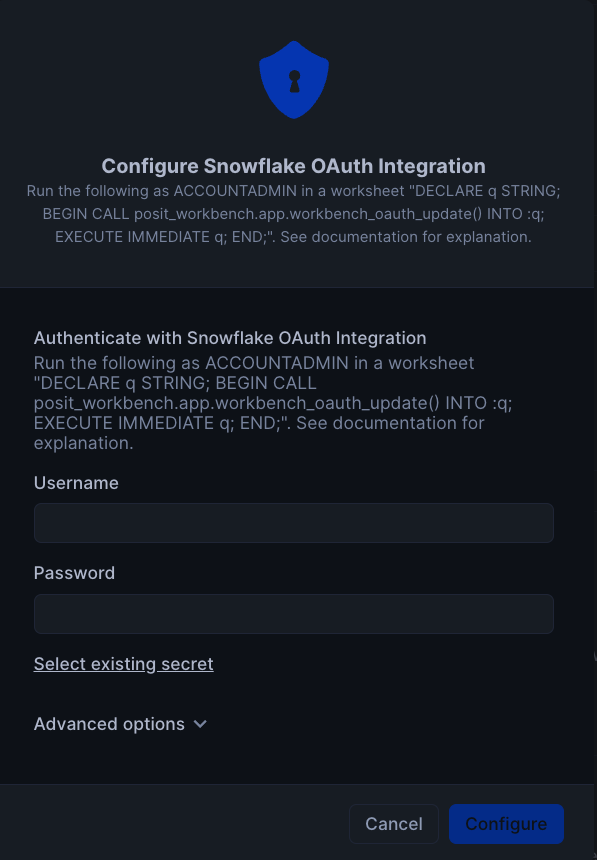 Configure Snowflake OAuth Integration
Run the following as ACCOUNTADMIN in a worksheet "DECLARE q STRING;
BEGIN CALL posit_workbench.app.workbench_oauth_update() INTO :q;
EXECUTE IMMEDIATE q; END;". See documentation for explanation.
Authenticate with Snowflake OAuth Integration
Run the following as ACCOUNTADMIN in a worksheet
"DECLARE q STRING; BEGIN CALL
posit_workbench.app.workbench_oauth_update() INTO :q;
EXECUTE IMMEDIATE q; END;". See documentation for
explanation.
Username
Password
Select existing secret
Advanced options
Cancel Configure